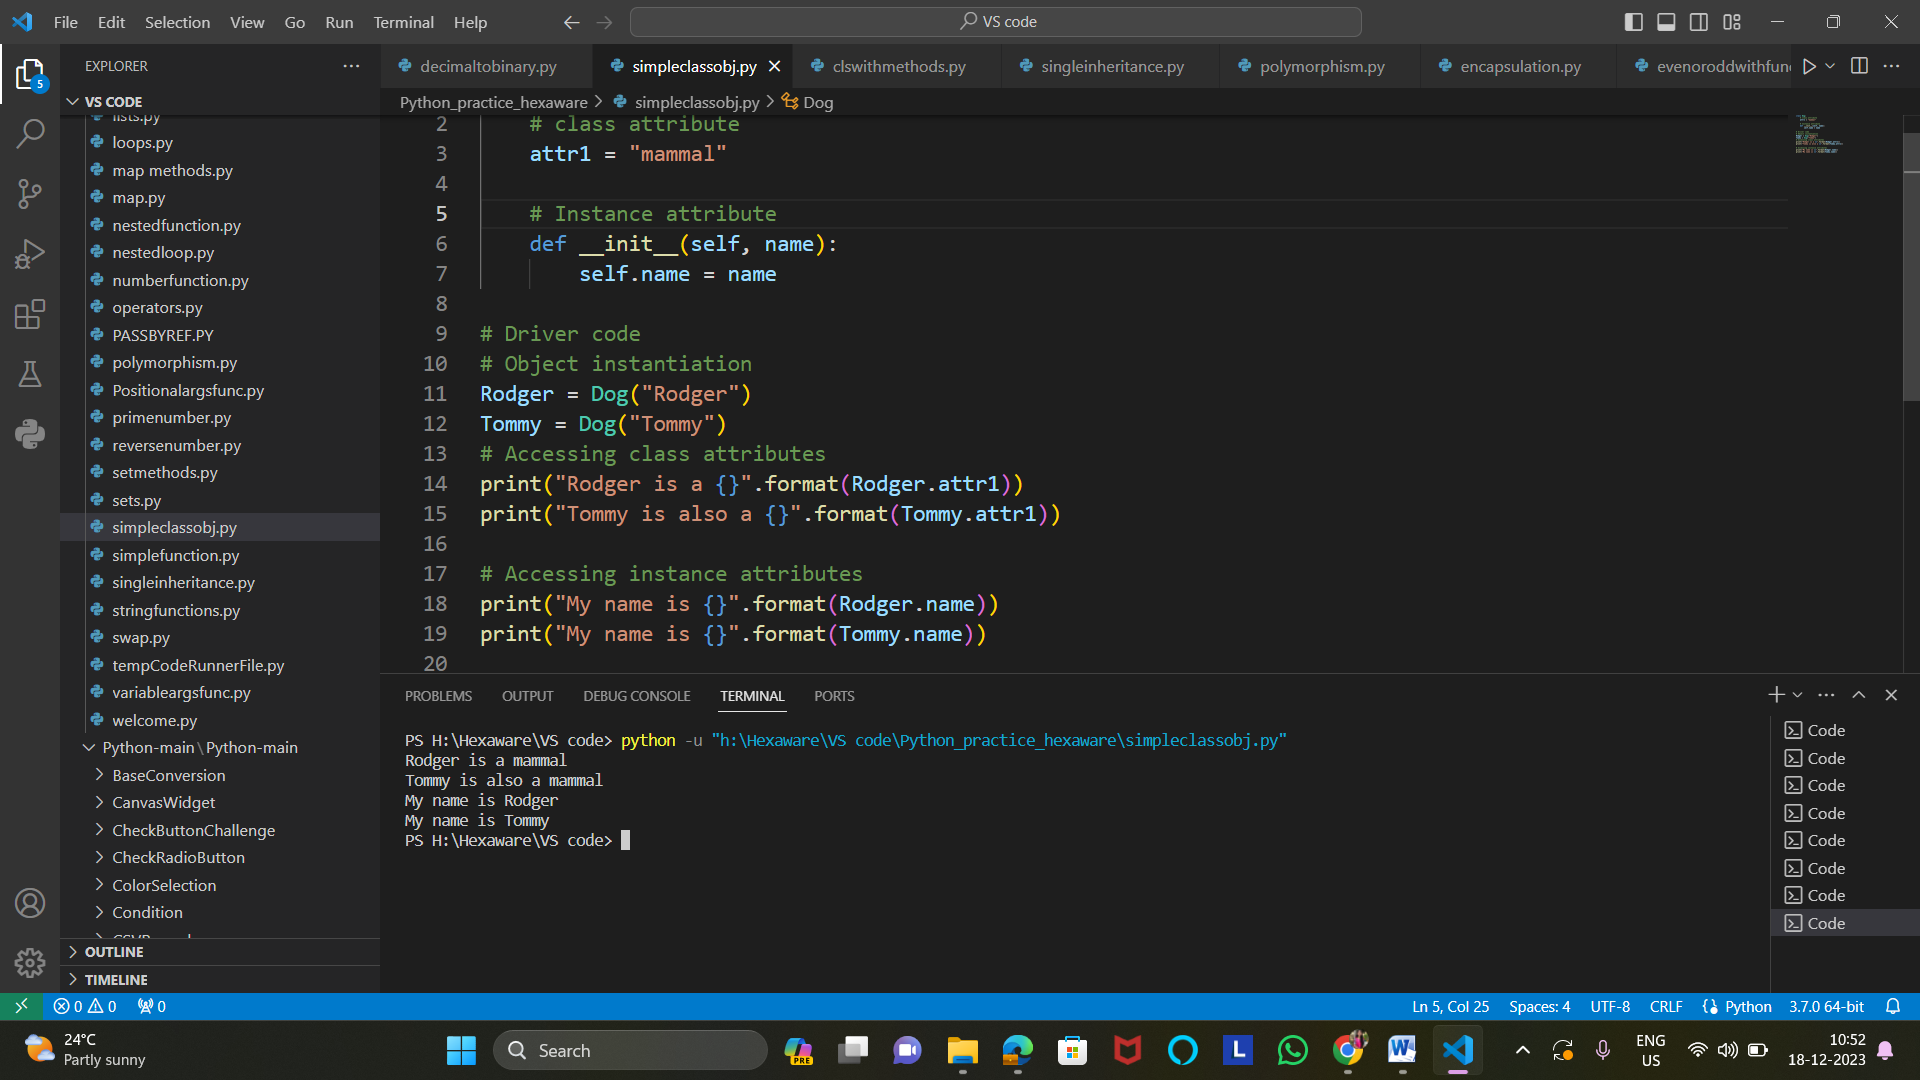 File Edit Selection View Go Run Terminal Help
VS code
EXPLORER
VS CODE
lists.py
loops.py
map methods.py
map.py
nestedfunction.py
nestedloop.py
numberfunction.py
operators.py
PASSBYREF.PY
polymorphism.py
Positionalargsfunc.py
primenumber.py
reversenumber.py
setmethods.py
sets.py
simpleclassobj.py
simplefunction.py
singleinheritance.py
stringfunctions.py
swap.py
tempCodeRunnerFile.py
variableargsfunc.py
welcome.py
Python-main\Python-main
BaseConversion
CanvasWidget
CheckButtonChallenge
CheckRadioButton
ColorSelection
Condition
OUTLINE
TIMELINE
5
decimaltobinary.py simpleclassobj.py clswithmethods.py singleinheritance.py polymorphism.py encapsulation.py evenoroddwithfun
Python_practice_hexaware > simpleclassobj.py > Dog
2 # class attribute
3 attr1 = "mammal"
4
5 # Instance attribute
6 def __init__(self, name):
7 self.name = name
8
9 # Driver code
10 # Object instantiation
11 Rodger = Dog("Rodger")
12 Tommy = Dog("Tommy")
13 # Accessing class attributes
14 print("Rodger is a {}".format(Rodger.attr1))
15 print("Tommy is also a {}".format(Tommy.attr1))
16
17 # Accessing instance attributes
18 print("My name is {}".format(Rodger.name))
19 print("My name is {}".format(Tommy.name))
20
PROBLEMS OUTPUT DEBUG CONSOLE TERMINAL PORTS
PS H:\Hexaware\VS code> python -u "h:\Hexaware\VS code\Python_practice_hexaware\simpleclassobj.py"
Rodger is a mammal
Tommy is also a mammal
My name is Rodger
My name is Tommy
PS H:\Hexaware\VS code>
Code
Code
Code
Code
Code
Code
Code
Code
0 0 0
Ln 5, Col 25 Spaces: 4 UTF-8 CRLF Python 3.7.0 64-bit
24°C
Partly sunny
Search
PRE
L
W
ENG
US
10:52
18-12-2023